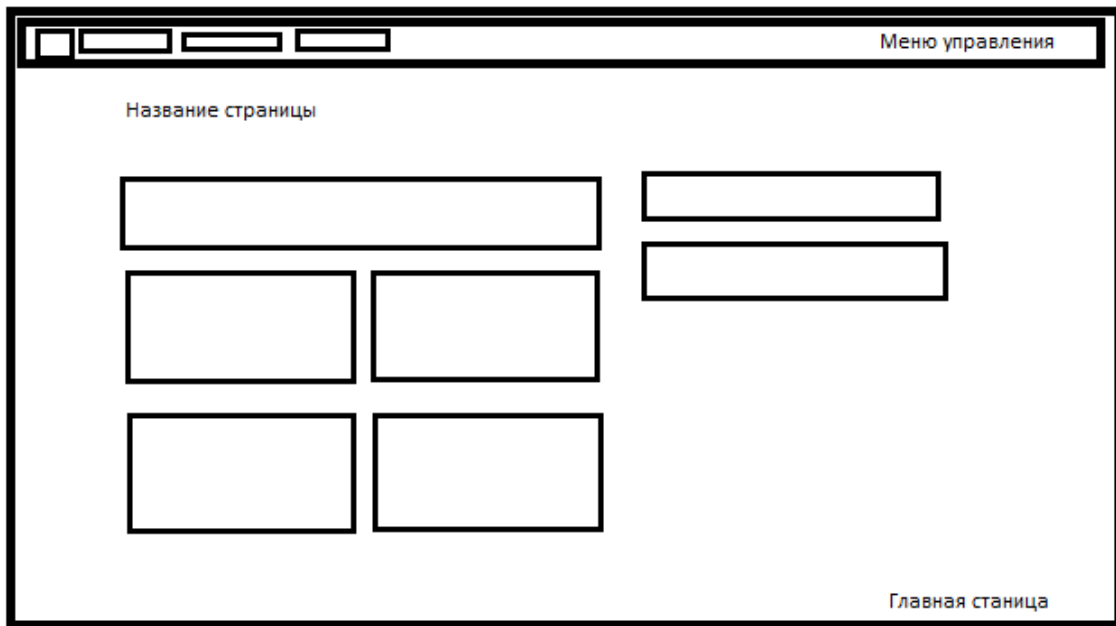 Меню управления
Название страницы
Главная станица